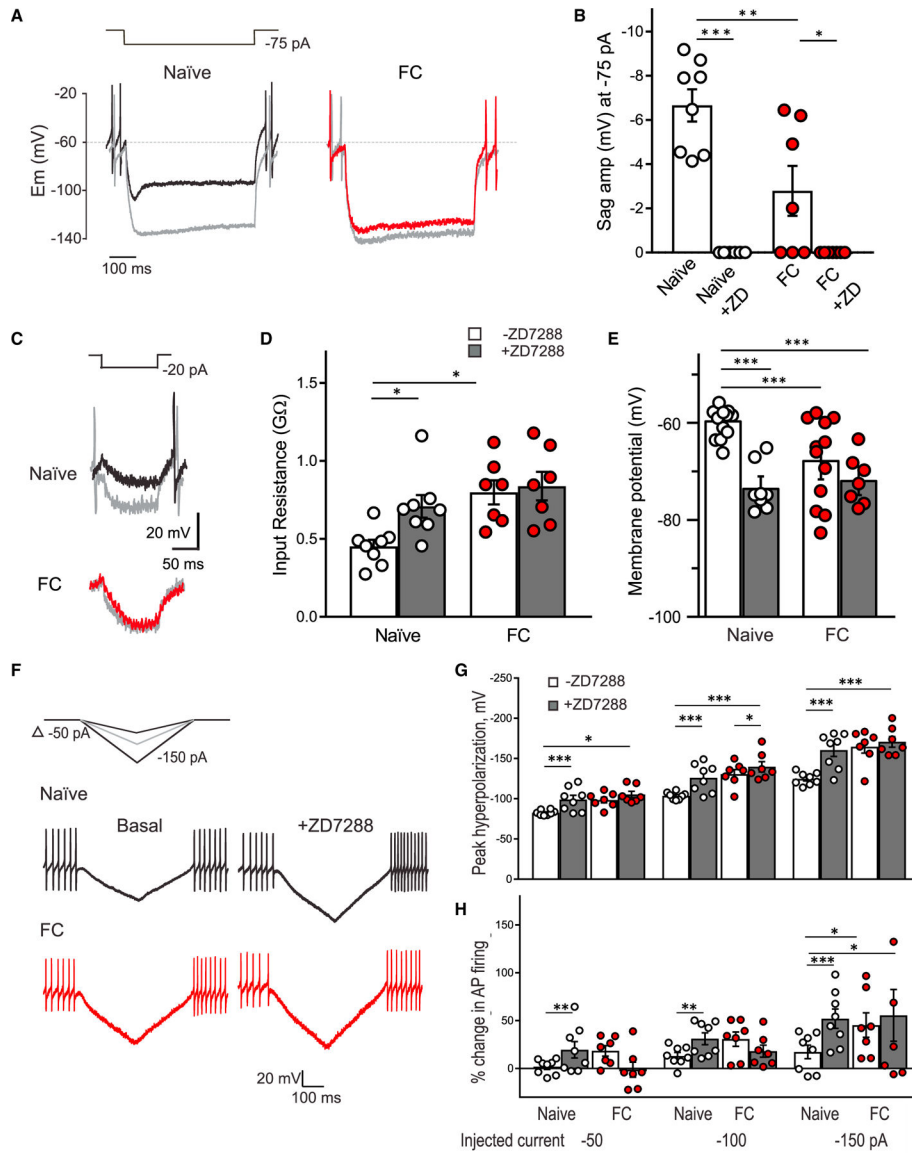 A
-75 pA
Naïve
FC
-20
-60
-100
-140
Em (mV)
100 ms
B
Sag amp (mV) at -75 pA
-10
-8
-6
-4
-2
0
**
***
*
Naïve
Naïve
+ZD
FC
FC
+ZD
C
-20 pA
Naïve
20 mV
50 ms
FC
D
-ZD7288
+ZD7288
Input Resistance (GΩ)
1.5
1.0
0.5
0.0
*
*
Naïve
FC
E
Membrane potential (mV)
-60
-80
-100
***
***
***
Naive
FC
F
Δ -50 pA
-150 pA
Naïve
Basal
+ZD7288
FC
20 mV
100 ms
G
-ZD7288
+ZD7288
Peak hyperpolarization, mV
-250
-200
-150
-100
-50
0
***
*
***
***
*
***
***
H
% change in AP firing
150
100
50
0
**
**
*
*
***
Naive FC Naive FC Naive FC
Injected current -50 -100 -150 pA